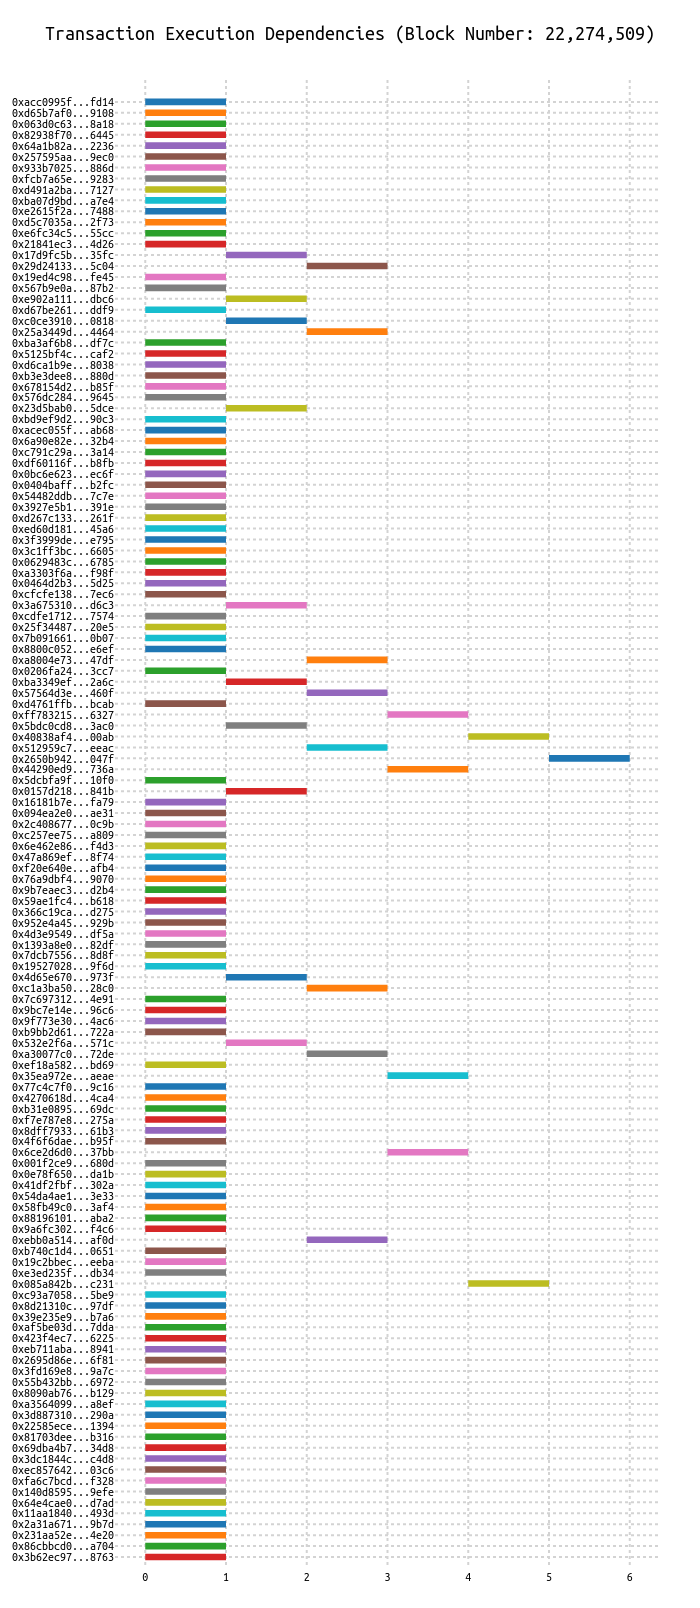 Transaction Execution Dependencies (Block Number: 22,274,509)
0xacc0995f...fd14
0xd65b7af0...9108
0x063d0c63...8a18
0x82938f70...6445
0x64a1b82a...2236
0x257595aa...9ec0
0x933b7025...886d
0xfcb7a65e...9283
0xd491a2ba...7127
0xba07d9bd...a7e4
0xe2615f2a...7488
0xd5c7035a...2f73
0xe6fc34c5...55cc
0x21841ec3...4d26
0x17d9fc5b...35fc
0x29d24133...5c04
0x19ed4c98...fe45
0x567b9e0a...87b2
0xe902a111...dbc6
0xd67be261...ddf9
0xc0ce3910...0818
0x25a3449d...4464
0xba3af6b8...df7c
0x5125bf4c...caf2
0xd6ca1b9e...8038
0xb3e3dee8...880d
0x678154d2...b85f
0x576dc284...9645
0x23d5bab0...5dce
0xbd9ef9d2...90c3
0xacec055f...ab68
0x6a90e82e...32b4
0xc791c29a...3a14
0xdf60116f...b8fb
0x0bc6e623...ec6f
0x0404baff...b2fc
0x54482ddb...7c7e
0x3927e5b1...391e
0xd267c133...261f
0xed60d181...45a6
0x3f3999de...e795
0x3c1ff3bc...6605
0x0629483c...6785
0xa3303f6a...f98f
0x0464d2b3...5d25
0xcfcfe138...7ec6
0x3a675310...d6c3
0xcdfe1712...7574
0x25f34487...20e5
0x7b091661...0b07
0x8800c052...e6ef
0xa8004e73...47df
0x0206fa24...3cc7
0xba3349ef...2a6c
0x57564d3e...460f
0xd4761ffb...bcab
0xff783215...6327
0x5bdc0cd8...3ac0
0x40838af4...00ab
0x512959c7...eeac
0x2650b942...047f
0x44290ed9...736a
0x5dcbfa9f...10f0
0x0157d218...841b
0x16181b7e...fa79
0x094ea2e0...ae31
0x2c408677...0c9b
0xc257ee75...a809
0x6e462e86...f4d3
0x47a869ef...8f74
0xf20e640e...afb4
0x76a9dbf4...9070
0x9b7eaec3...d2b4
0x59ae1fc4...b618
0x366c19ca...d275
0x952e4a45...929b
0x4d3e9549...df5a
0x1393a8e0...82df
0x7dcb7556...8d8f
0x19527028...9f6d
0x4d65e670...973f
0xc1a3ba50...28c0
0x7c697312...4e91
0x9bc7e14e...96c6
0x9f773e30...4ac6
0xb9bb2d61...722a
0x532e2f6a...571c
0xa30077c0...72de
0xef18a582...bd69
0x35ea972e...aeae
0x77c4c7f0...9c16
0x4270618d...4ca4
0xb31e0895...69dc
0xf7e787e8...275a
0x8dff7933...61b3
0x4f6f6dae...b95f
0x6ce2d6d0...37bb
0x001f2ce9...680d
0x0e78f650...da1b
0x41df2fbf...302a
0x54da4ae1...3e33
0x58fb49c0...3af4
0x88196101...aba2
0x9a6fc302...f4c6
0xebb0a514...af0d
0xb740c1d4...0651
0x19c2bbec...eeba
0xe3ed235f...db34
0x085a842b...c231
0xc93a7058...5be9
0x8d21310c...97df
0x39e235e9...b7a6
0xaf5be03d...7dda
0x423f4ec7...6225
0xeb711aba...8941
0x2695d86e...6f81
0x3fd169e8...9a7c
0x55b432bb...6972
0x8090ab76...b129
0xa3564099...a8ef
0x3d887310...290a
0x22585ece...1394
0x81703dee...b316
0x69dba4b7...34d8
0x3dc1844c...c4d8
0xec857642...03c6
0xfa6c7bcd...f328
0x140d8595...9efe
0x64e4cae0...d7ad
0x11aa1840...493d
0x2a31a671...9b7d
0x231aa52e...4e20
0x86cbbcd0...a704
0x3b62ec97...8763
0 1 2 3 4 5 6